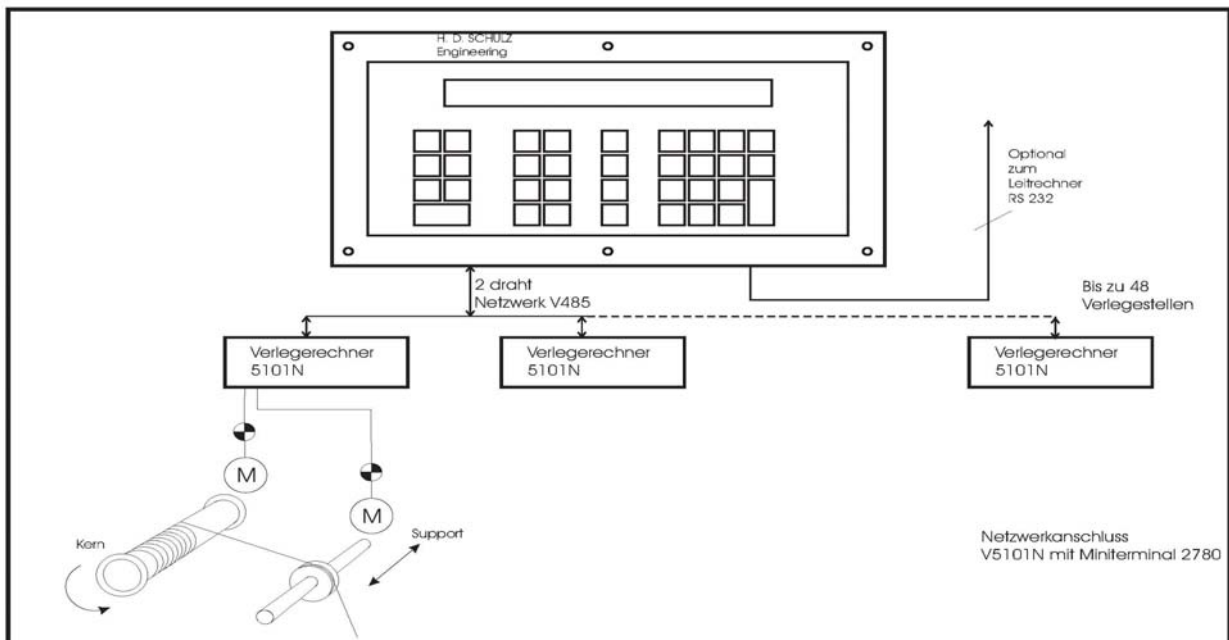 H. D. SCHULZ
Engineering
Optional
zum
Leitrechner
RS 232
2 draht
Netzwerk V485
Bis zu 48
Verlegestellen
Verlegerechner
5101N
Verlegerechner
5101N
Verlegerechner
5101N
M
M
Kern
Support
Netzwerkanschluss
V5101N mit Miniterminal 2780